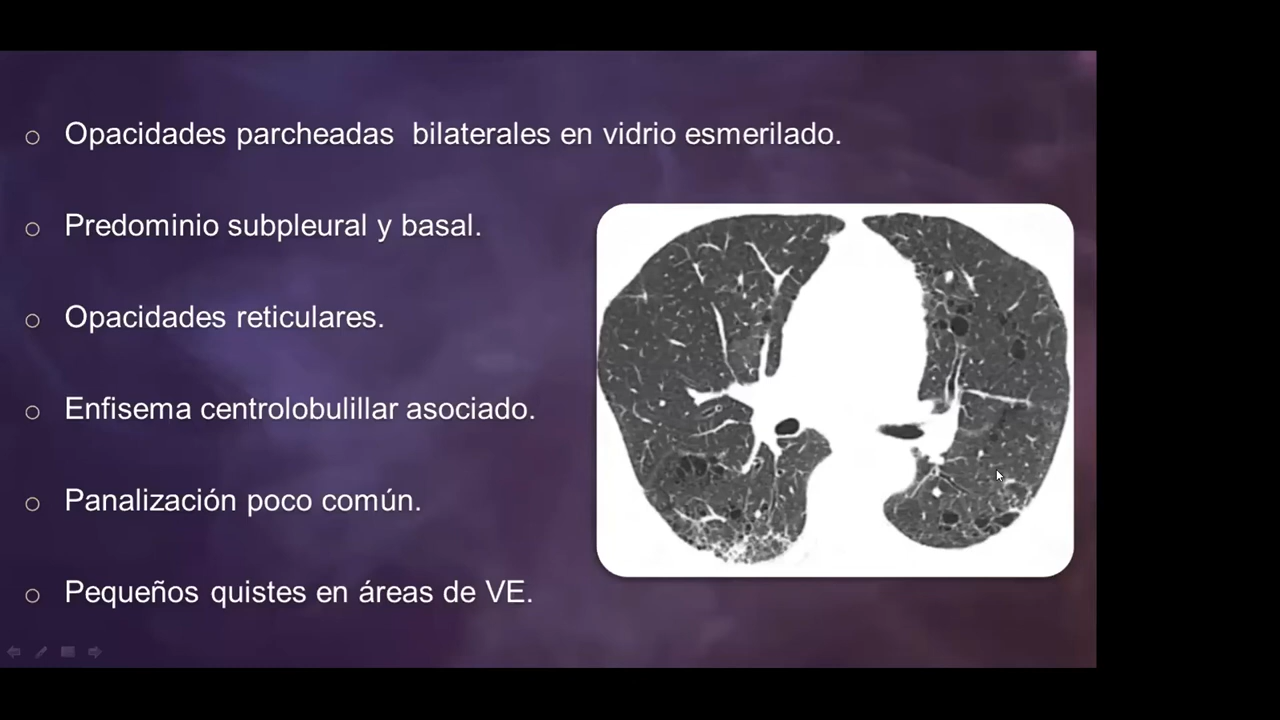 Opacidades parcheadas bilaterales en vidrio esmerilado.
Predominio subpleural y basal.
Opacidades reticulares.
Enfisema centrolobulillar asociado.
Panalización poco común.
Pequeños quistes en áreas de VE.